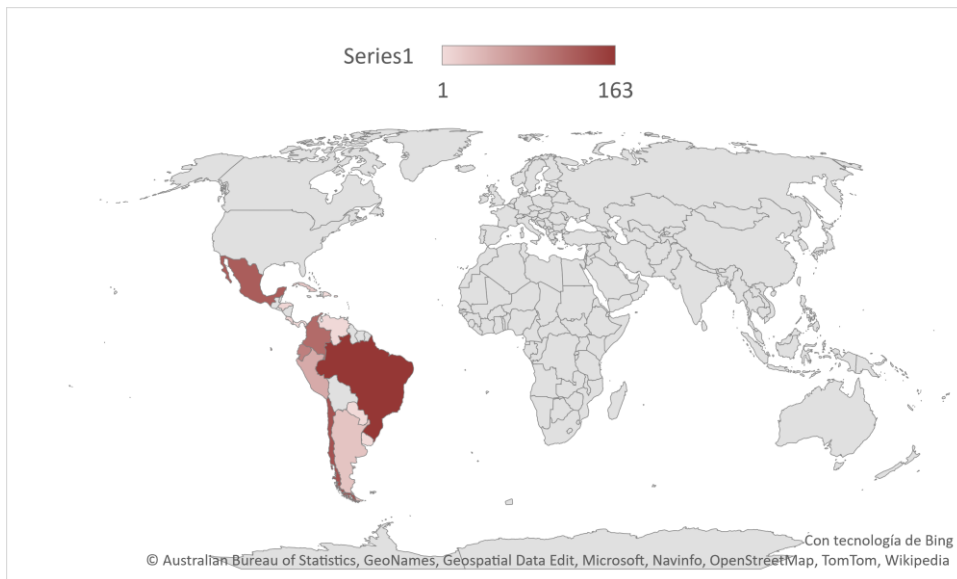 Series1
1 163
Con tecnología de Bing
© Australian Bureau of Statistics, GeoNames, Geospatial Data Edit, Microsoft, Navinfo, OpenStreetMap, TomTom, Wikipedia